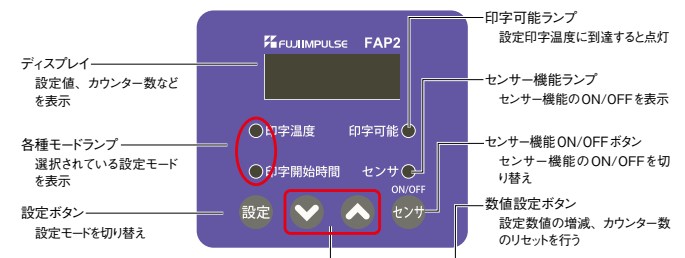 ディスプレイ
設定値、カウンター数など
を表示
各種モードランプ
選択されている設定モード
を表示
設定ボタン
設定モードを切り替え
FUJIIMPULSE FAP2
印字温度 印字可能
印字開始時間 センサ
ON/OFF
設定 センサ
印字可能ランプ
設定印字温度に到達すると点灯
センサー機能ランプ
センサー機能のON/OFFを表示
センサー機能ON/OFFボタン
センサー機能のON/OFFを切
り替え
数値設定ボタン
設定数値の増減、カウンター数
のリセットを行う